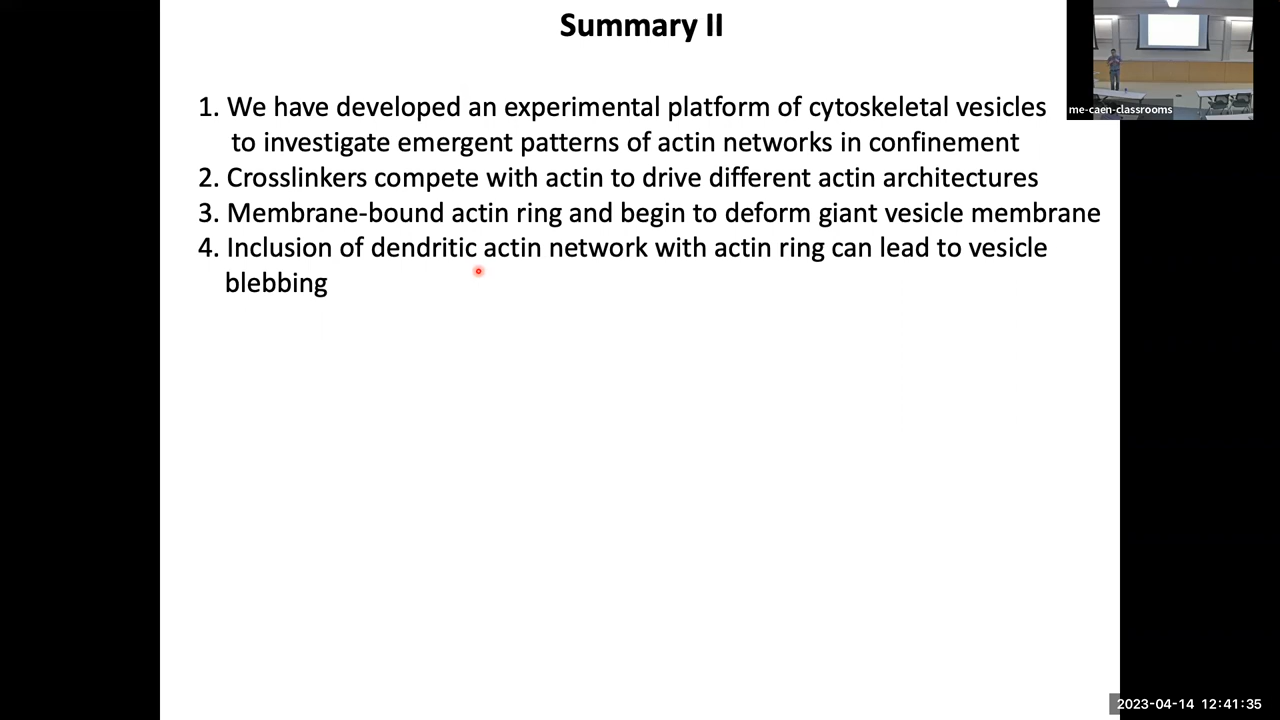 Summary II
1. We have developed an experimental platform of cytoskeletal vesicles
to investigate emergent patterns of actin networks in confinement
2. Crosslinkers compete with actin to drive different actin architectures
3. Membrane-bound actin ring and begin to deform giant vesicle membrane
4. Inclusion of dendritic actin network with actin ring can lead to vesicle
blebbing
me-caen-classrooms
2023-04-14 12:41:35